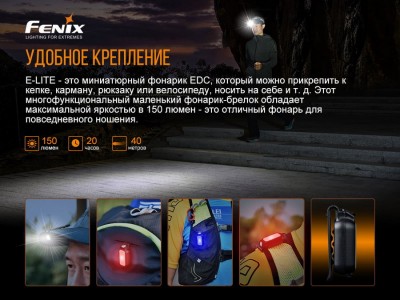 FENIX
LIGHTING FOR EXTREMES
УДОБНОЕ КРЕПЛЕНИЕ
E-LITE - это миниатюрный фонарик EDC, который можно прикрепить к
кепке, карману, рюкзаку или велосипеду, носить на себе и т. д. Этот
многофункциональный маленький фонарик-брелок обладает
максимальной яркостью в 150 люмен - это отличный фонарь для
повседневного ношения.
150 люмен
20 часов
40 метров